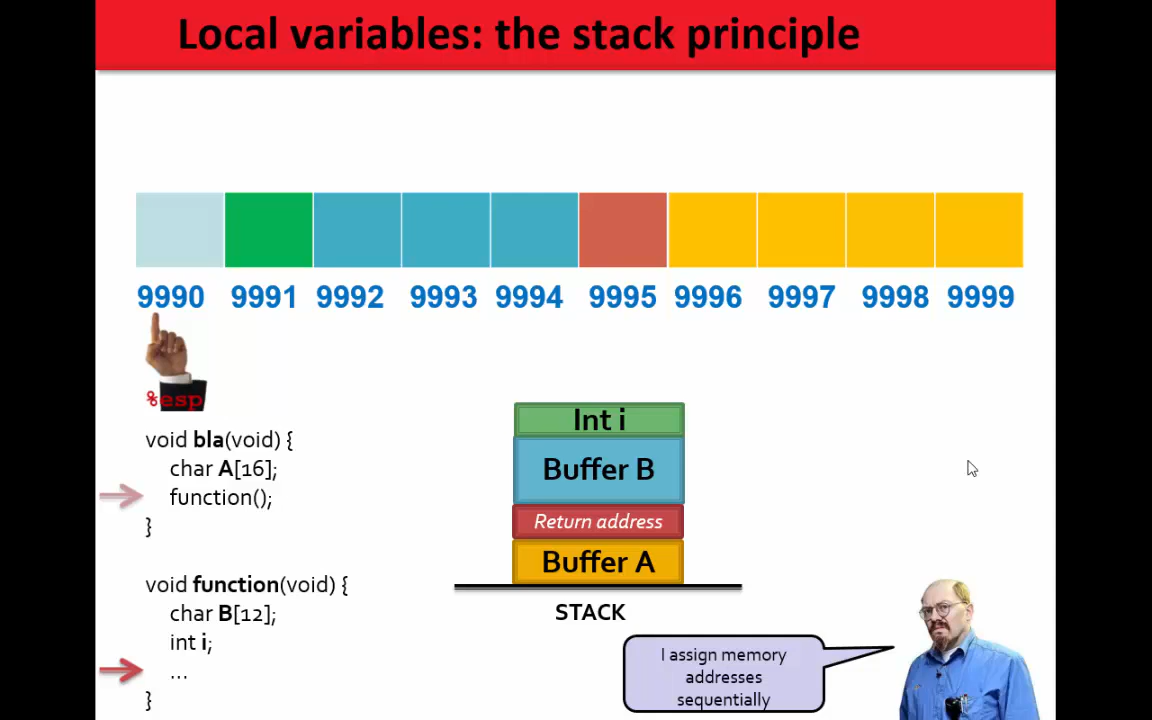 Local variables: the stack principle
9990 9991 9992 9993 9994 9995 9996 9997 9998 9999
%esp
void bla(void) {
char A[16];
function();
}
void function(void) {
char B[12];
int i;
...
}
Int i
Buffer B
Return address
Buffer A
STACK
I assign memory
addresses
sequentially